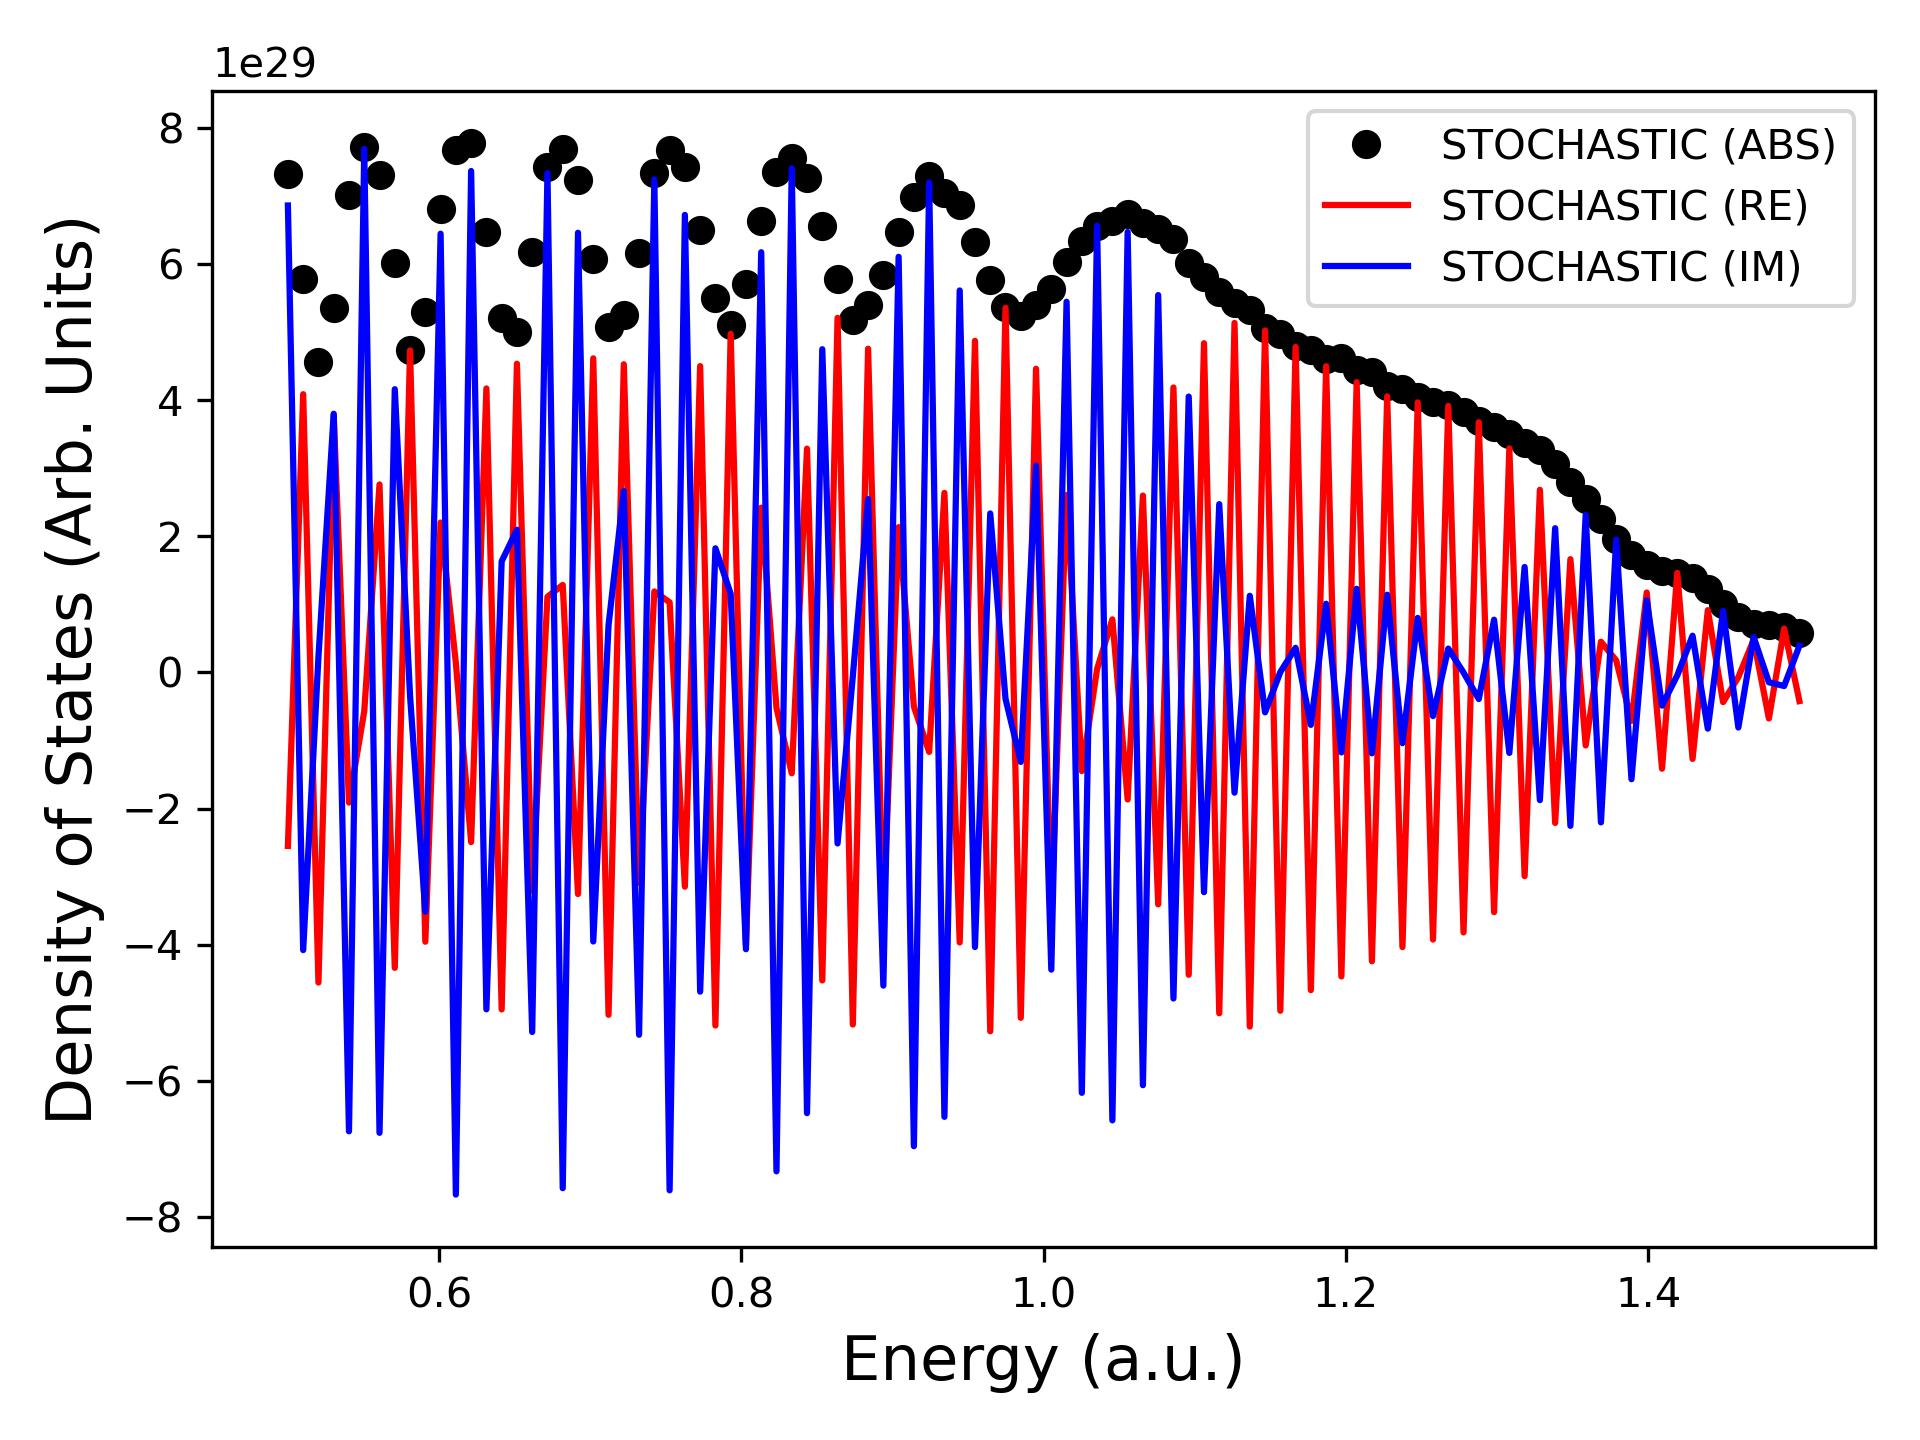 1e29
8
6
4
2
0
−2
−4
−6
−8
Density of States (Arb. Units)
STOCHASTIC (ABS)
STOCHASTIC (RE)
STOCHASTIC (IM)
0.6 0.8 1.0 1.2 1.4
Energy (a.u.)